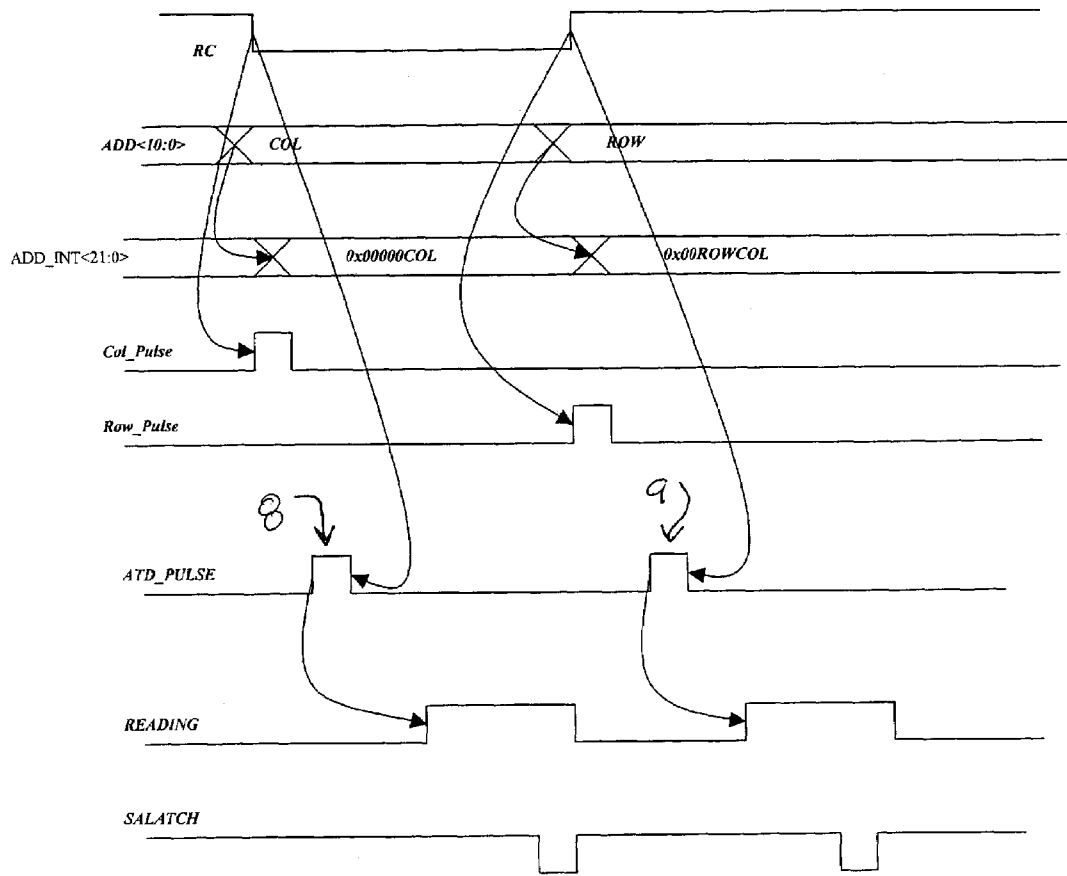 RC
ADD<10:0> COL ROW
ADD_INT<21:0> 0x00000COL 0x00ROWCOL
Col_Pulse
Row_Pulse
8 9
ATD_PULSE
READING
SALATCH